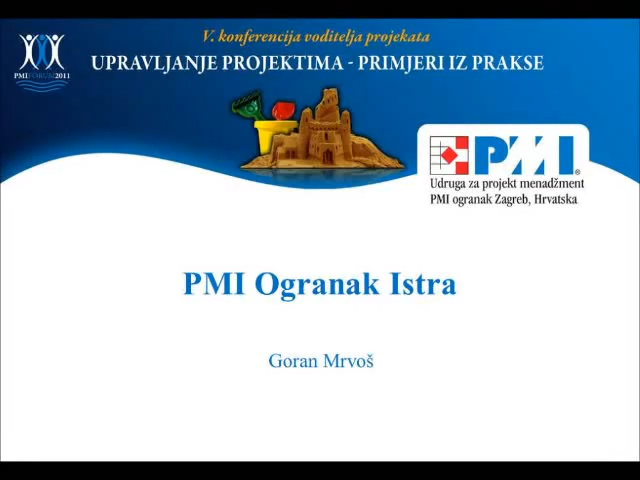 V. konferencija voditelja projekata
UPRAVLJANJE PROJEKTIMA - PRIMJERI IZ PRAKSE
PMIFORUM2011
PMI®
Udruga za projekt menadžment
PMI ogranak Zagreb, Hrvatska
PMI Ogranak Istra
Goran Mrvoš